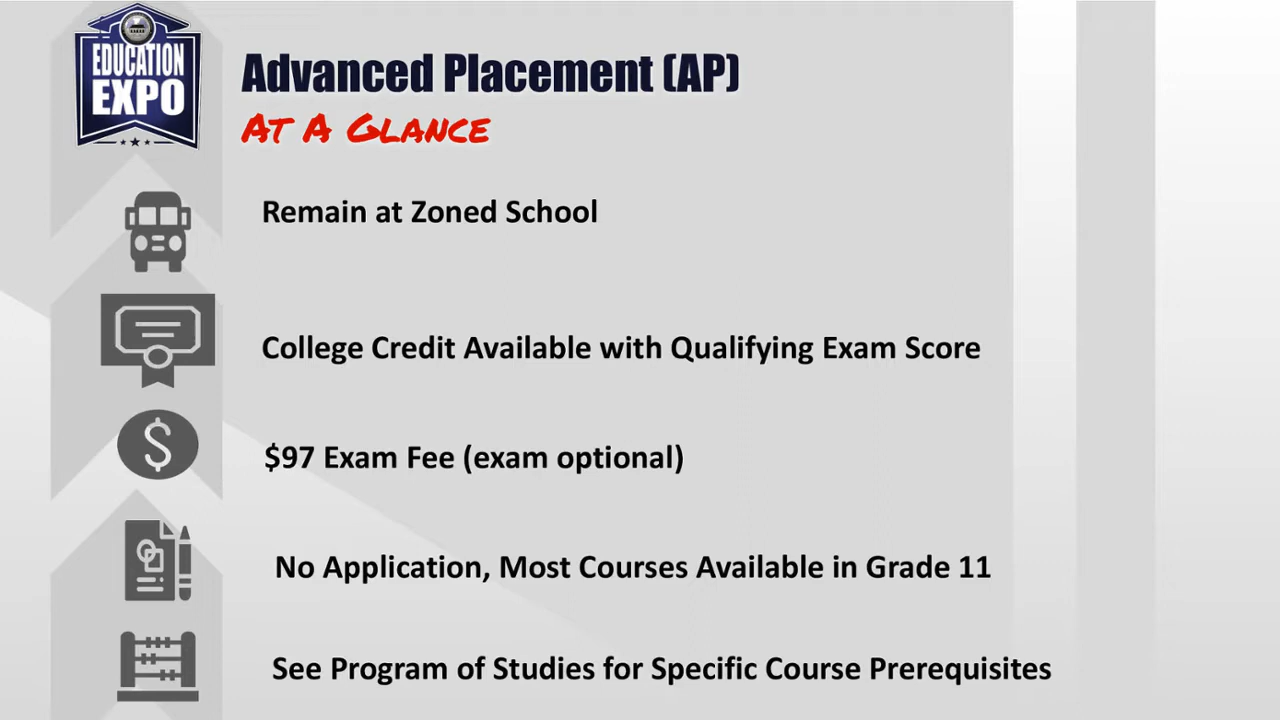 EDUCATION
EXPO
Advanced Placement (AP)
At A Glance
Remain at Zoned School
College Credit Available with Qualifying Exam Score
$97 Exam Fee (exam optional)
No Application, Most Courses Available in Grade 11
See Program of Studies for Specific Course Prerequisites